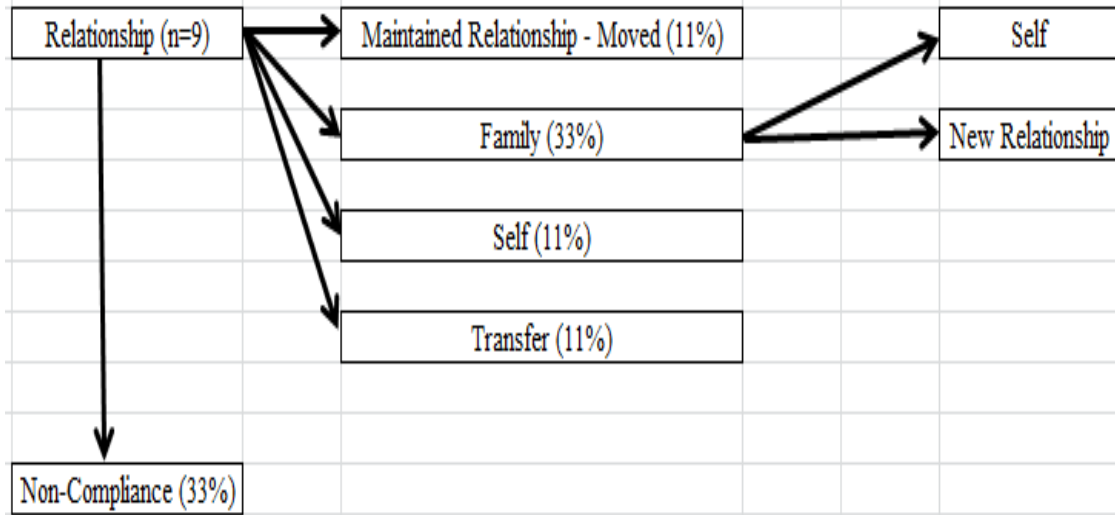 Relationship (n=9)
Maintained Relationship - Moved (11%)
Self
Family (33%)
New Relationship
Self (11%)
Transfer (11%)
Non-Compliance (33%)